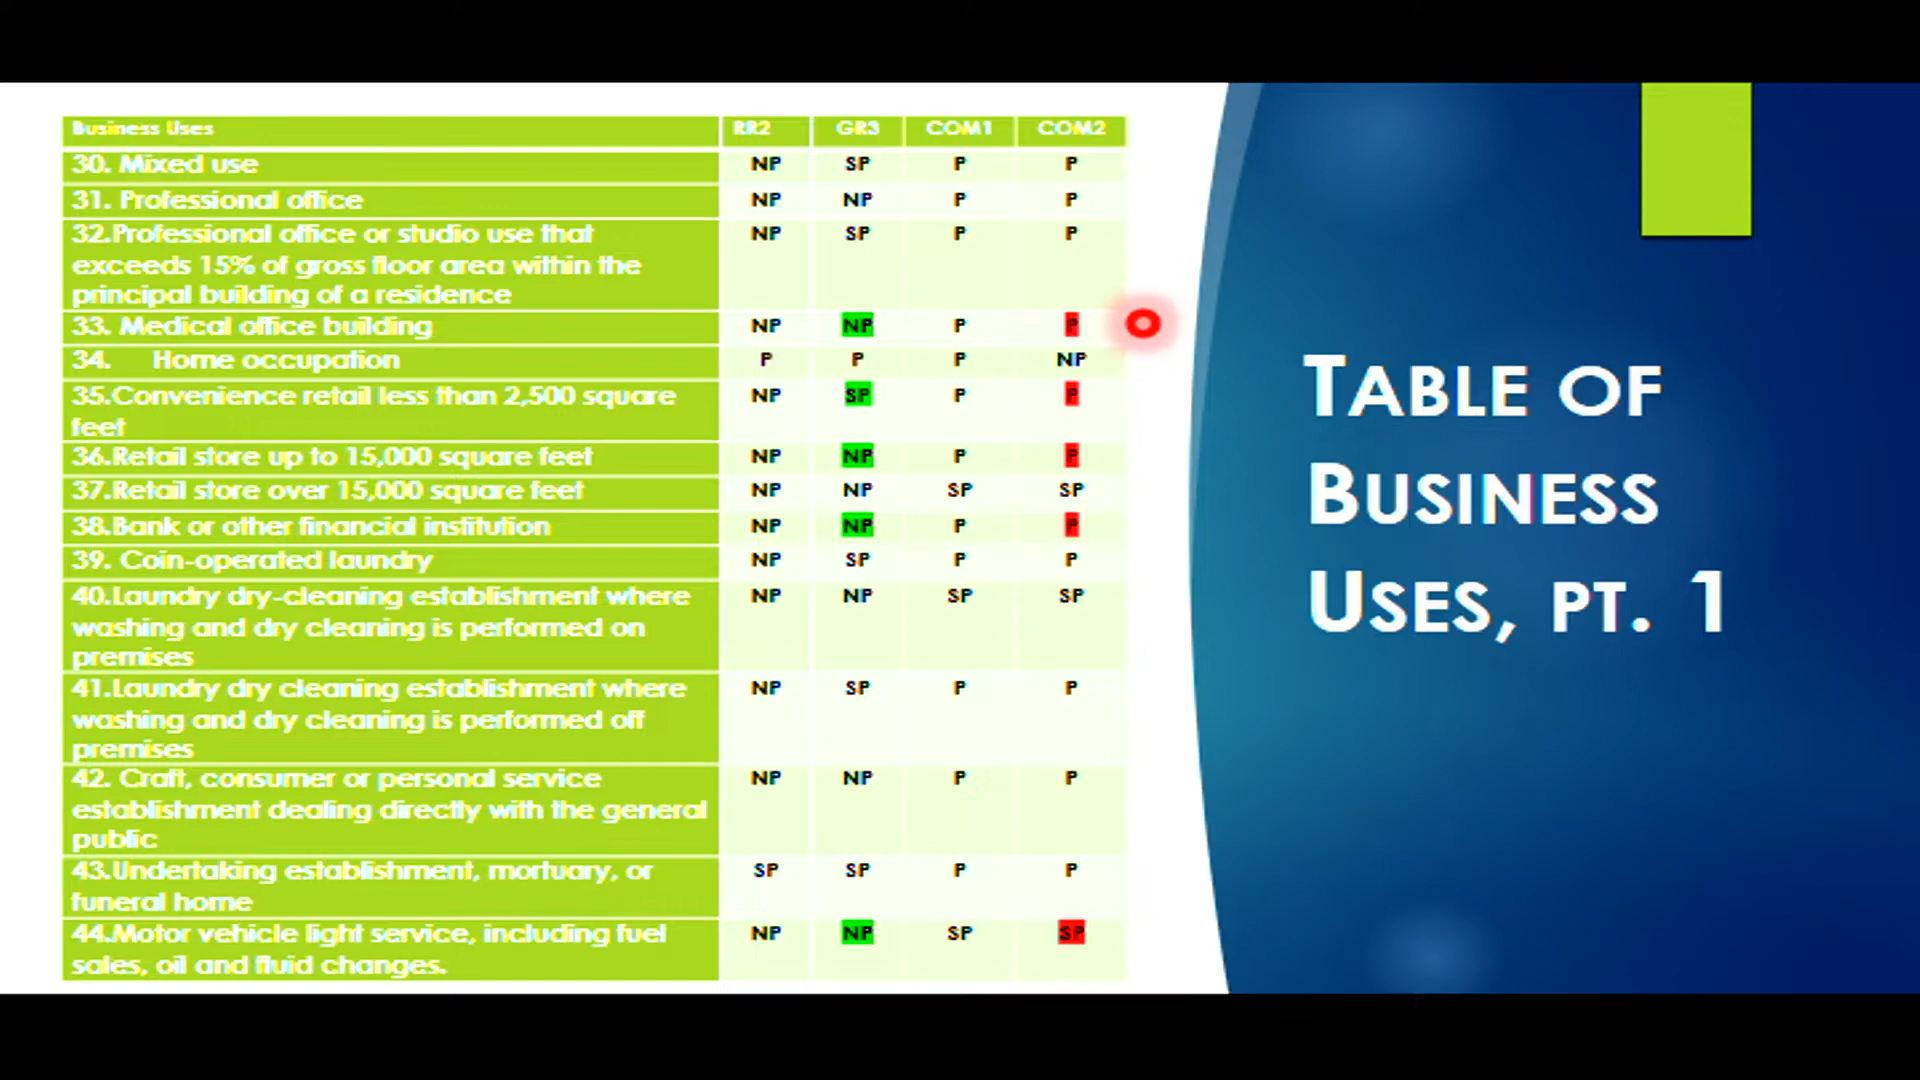 Business Uses RR2 GR3 COM1 COM2
30. Mixed use NP SP P P
31. Professional office NP NP P P
32.Professional office or studio use that NP SP P P
exceeds 15% of gross floor area within the
principal building of a residence
33. Medical office building NP NP P P
34. Home occupation P P P NP
35.Convenience retail less than 2,500 square NP SP P P
feet
36.Retail store up to 15,000 square feet NP NP P P
37.Retail store over 15,000 square feet NP NP SP SP
38.Bank or other financial institution NP NP P P
39. Coin-operated laundry NP SP P P
40.Laundry dry-cleaning establishment where NP NP SP SP
washing and dry cleaning is performed on
premises
41.Laundry dry cleaning establishment where NP SP P P
washing and dry cleaning is performed off
premises
42. Craft, consumer or personal service NP NP P P
establishment dealing directly with the general
public
43.Undertaking establishment, mortuary, or SP SP P P
funeral home
44.Motor vehicle light service, including fuel NP NP SP SP
sales, oil and fluid changes.
TABLE OF
BUSINESS
USES, PT. 1